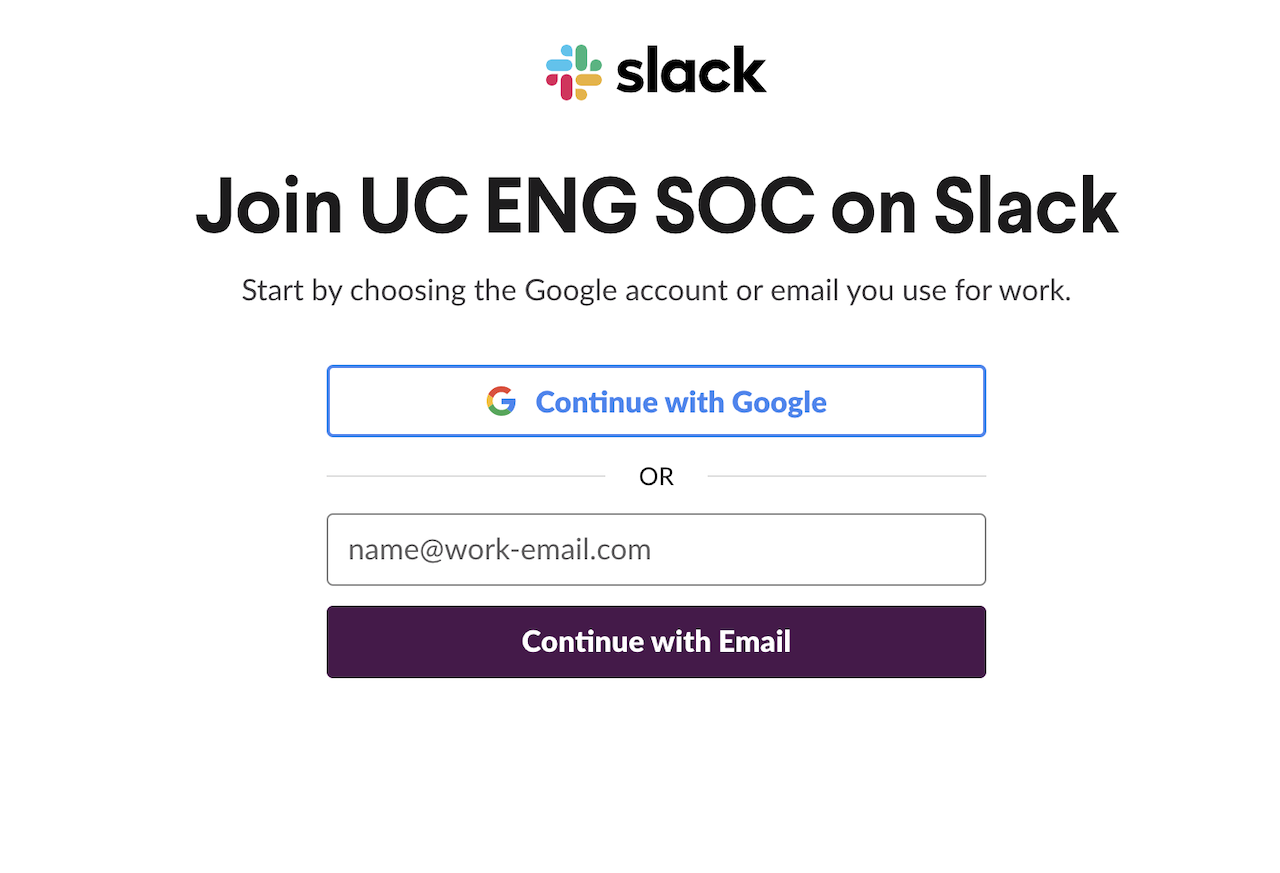 slack
Join UC ENG SOC on Slack
Start by choosing the Google account or email you use for work.
Continue with Google
OR
name@work-email.com
Continue with Email